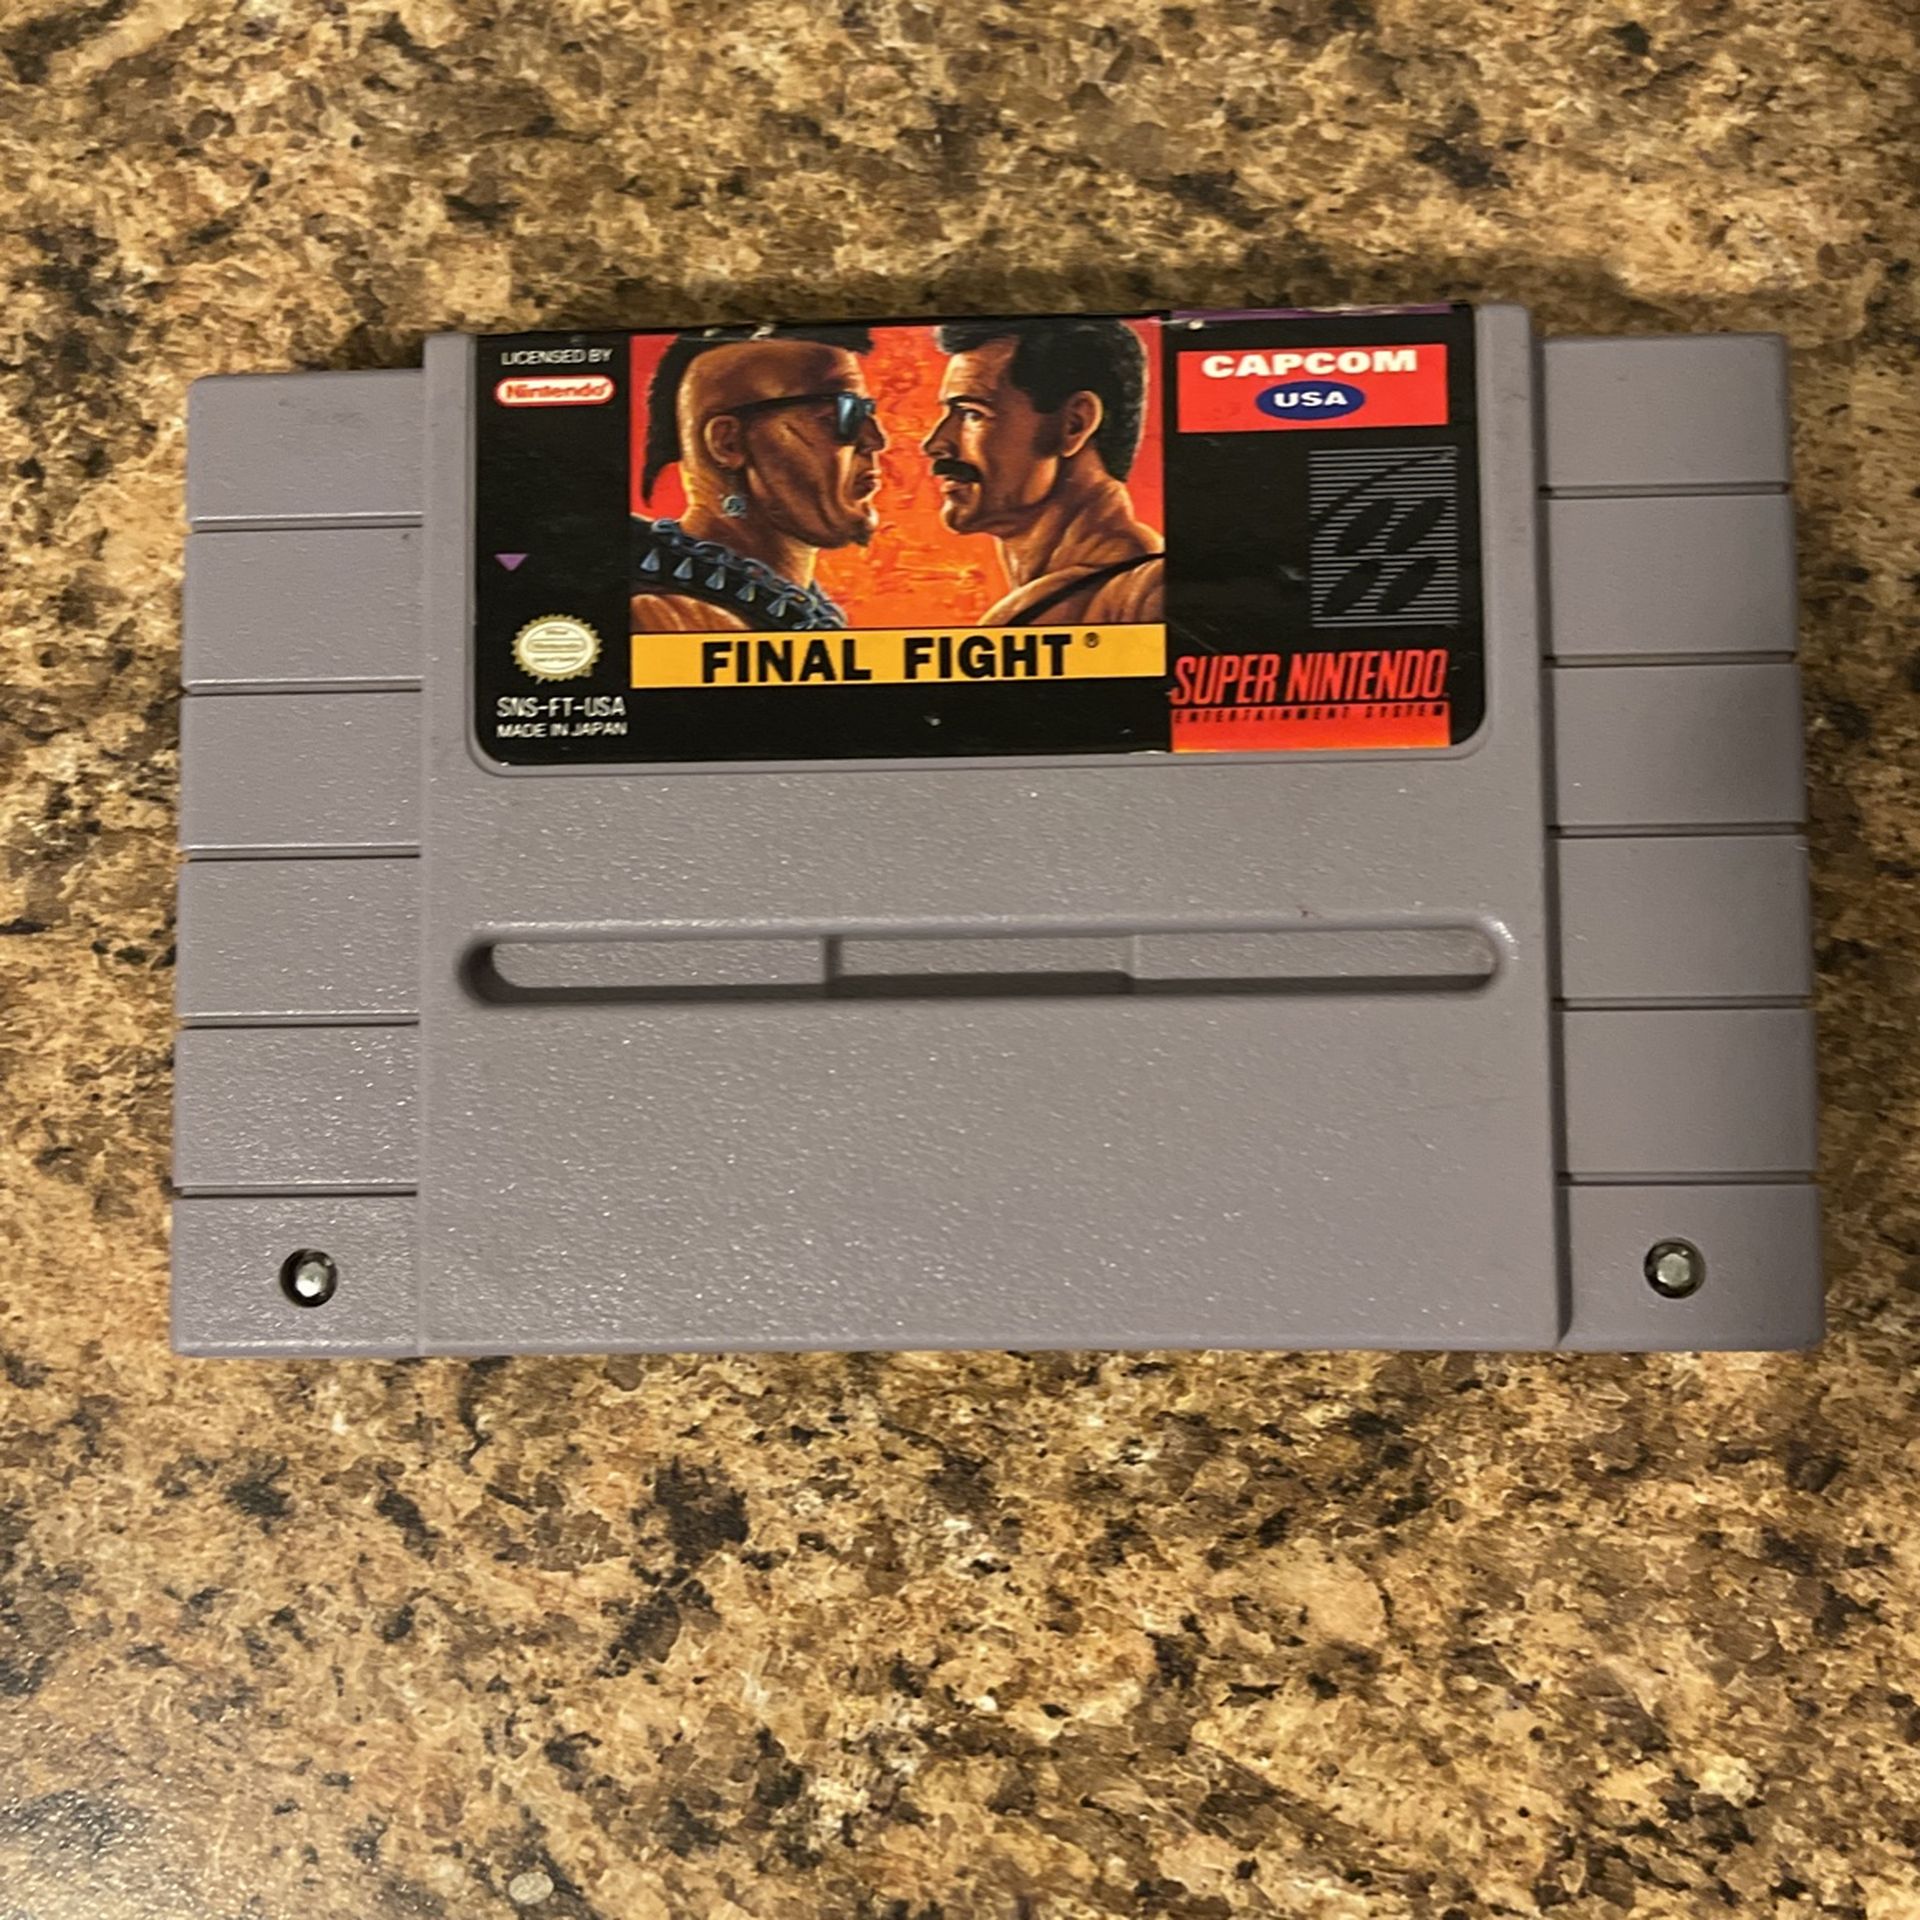 LICENSED BY
Nintendo®
CAPCOM
USA
FINAL FIGHT®
SNS-FT-USA
MADE IN JAPAN
SUPER NINTENDO
ENTERTAINMENT SYSTEM